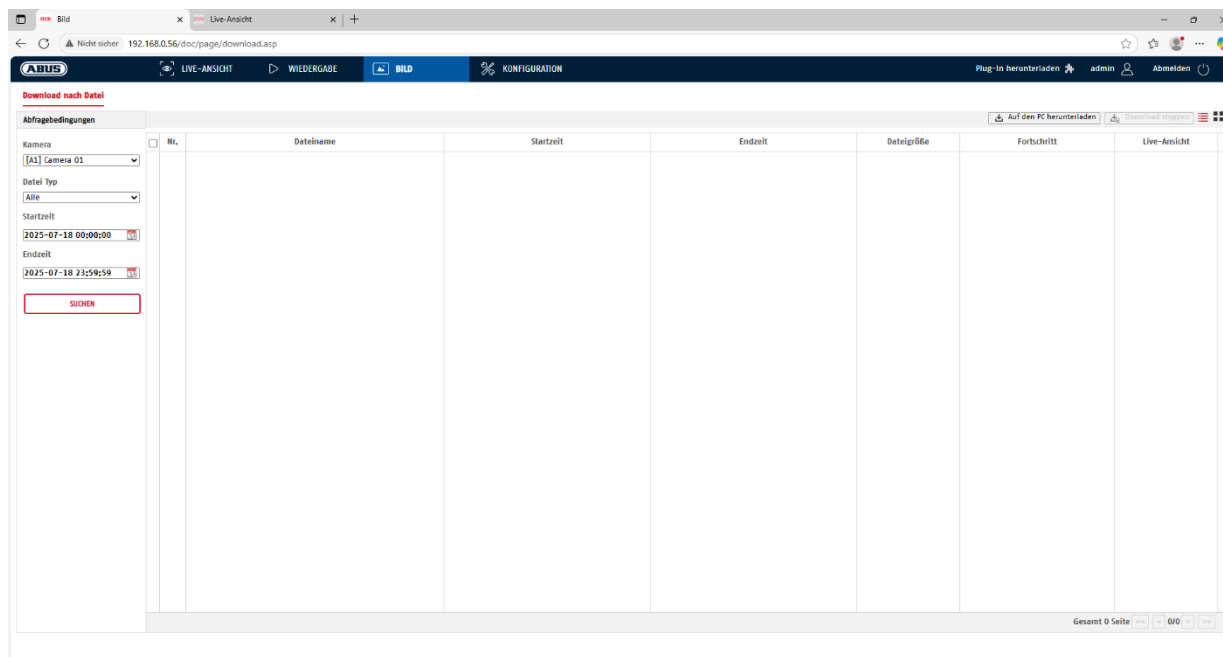 Bild
Live-Ansicht
Nicht sicher 192.168.0.56/doc/page/download.asp
ABUS LIVE-ANSICHT WIEDERGABE BILD KONFIGURATION Plug-In herunterladen admin Abmelden
Download nach Datei
Abfragebedingungen
Auf den PC herunterladen Download stoppen
Kamera
[A1] Camera 01
Datei Typ
Alle
Startzeit
2025-07-18 00:00:00
Endzeit
2025-07-18 23:59:59
SUCHEN
Nr. Dateiname Startzeit Endzeit Dateigröße Fortschritt Live-Ansicht
Gesamt 0 Seite << < 0/0 > >>